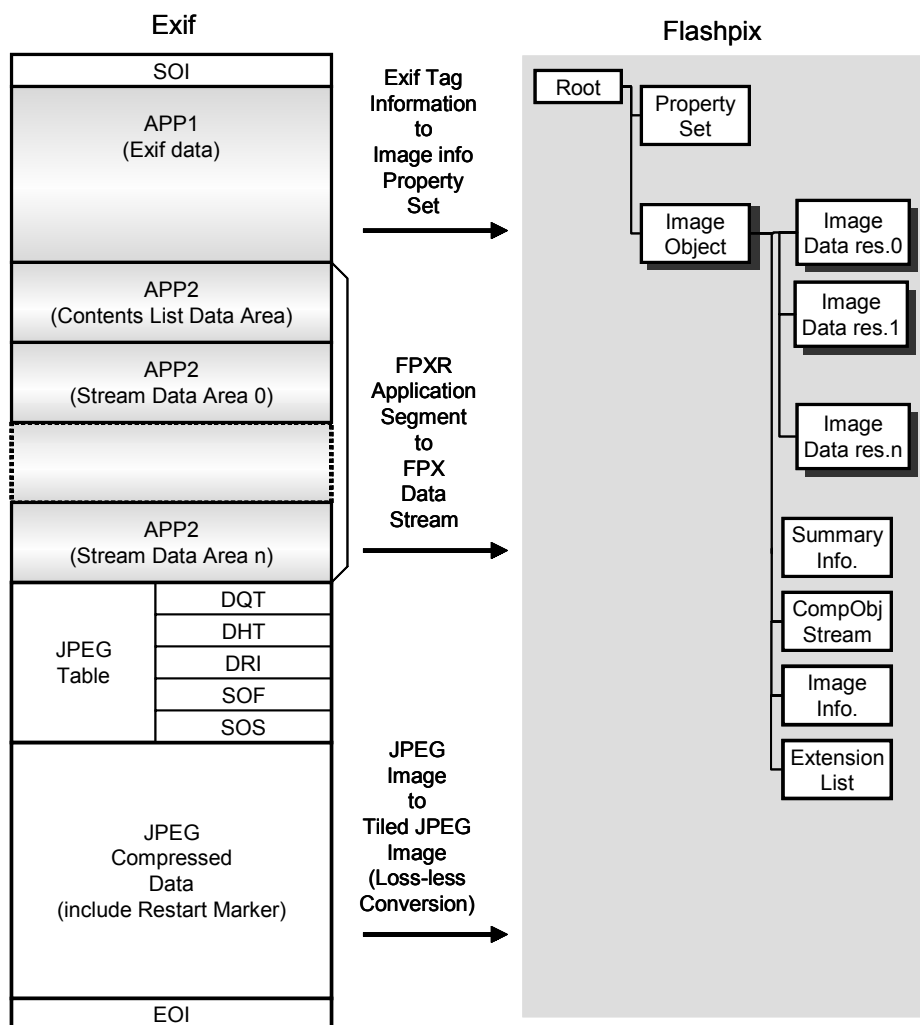 Exif
SOI
APP1
(Exif data)
APP2
(Contents List Data Area)
APP2
(Stream Data Area 0)
APP2
(Stream Data Area n)
JPEG
Table
DQT
DHT
DRI
SOF
SOS
JPEG
Compressed
Data
(include Restart Marker)
EOI
Exif Tag
Information
to
Image info
Property
Set
FPXR
Application
Segment
to
FPX
Data
Stream
JPEG
Image
to
Tiled JPEG
Image
(Loss-less
Conversion)
Flashpix
Root
Property
Set
Image
Object
Image
Data res.0
Image
Data res.1
Image
Data res.n
Summary
Info.
CompObj
Stream
Image
Info.
Extension
List